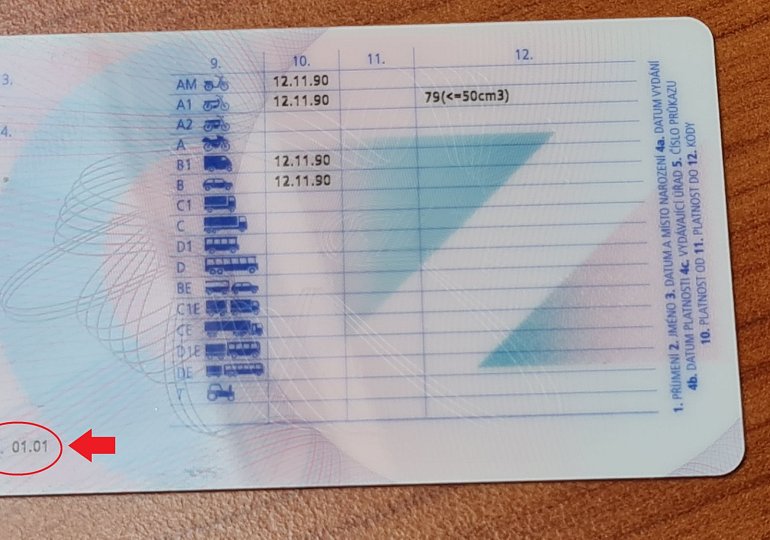 9. 10. 11. 12.
3.
AM 12.11.90
A1 12.11.90 79(<=50cm3)
A2
4.
A
B1 12.11.90
B 12.11.90
C1
C
D1
D
BE
C1E
CE
D1E
DE
T
01.01
1. PŘÍJMENÍ 2. JMÉNO 3. DATUM A MÍSTO NAROZENÍ 4a. DATUM VYDÁNÍ
4b. DATUM PLATNOSTI 4c. VYDÁVAJÍCÍ ÚŘAD 5. ČÍSLO PRŮKAZU
10. PLATNOST OD 11. PLATNOST DO 12. KÓDY